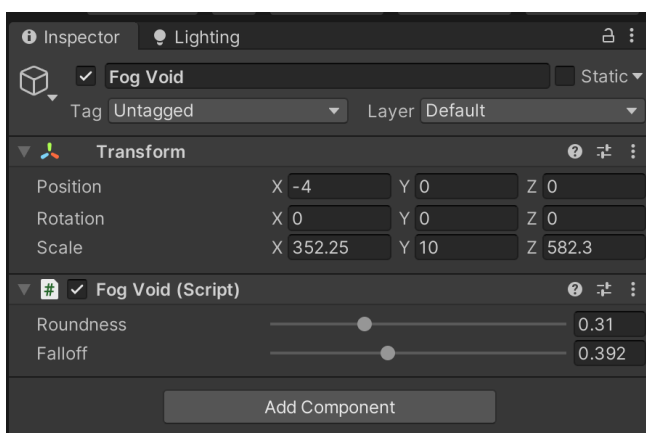 Inspector Lighting
Fog Void Static
Tag Untagged Layer Default
Transform
Position X -4 Y 0 Z 0
Rotation X 0 Y 0 Z 0
Scale X 352.25 Y 10 Z 582.3
# Fog Void (Script)
Roundness 0.31
Falloff 0.392
Add Component